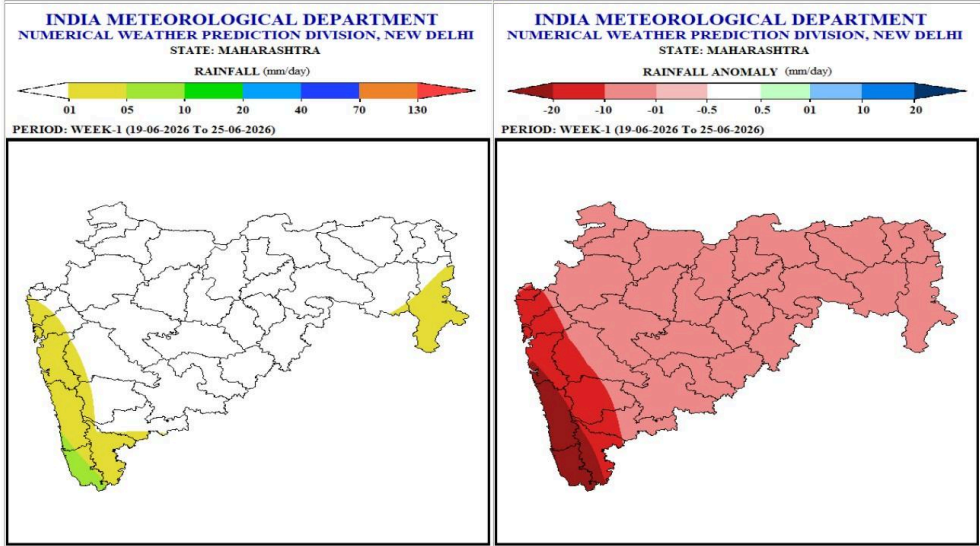 INDIA METEOROLOGICAL DEPARTMENT
NUMERICAL WEATHER PREDICTION DIVISION, NEW DELHI
STATE: MAHARASHTRA
RAINFALL (mm/day)
01 05 10 20 40 70 130
PERIOD: WEEK-1 (19-06-2026 To 25-06-2026)
INDIA METEOROLOGICAL DEPARTMENT
NUMERICAL WEATHER PREDICTION DIVISION, NEW DELHI
STATE: MAHARASHTRA
RAINFALL ANOMALY (mm/day)
-20 -10 -01 -0.5 0.5 01 10 20
PERIOD: WEEK-1 (19-06-2026 To 25-06-2026)